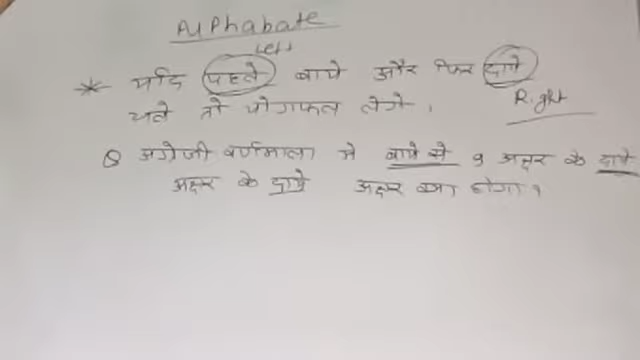 Alphabate
Left
* यदि पहले बाये और फिर दाये
Right
चले तो योगफल लेगे ।
Q अंग्रेजी वर्णमाला मे बाये से 9 अक्षर के दाये
अक्षर के दाये अक्षर क्या होगा ?